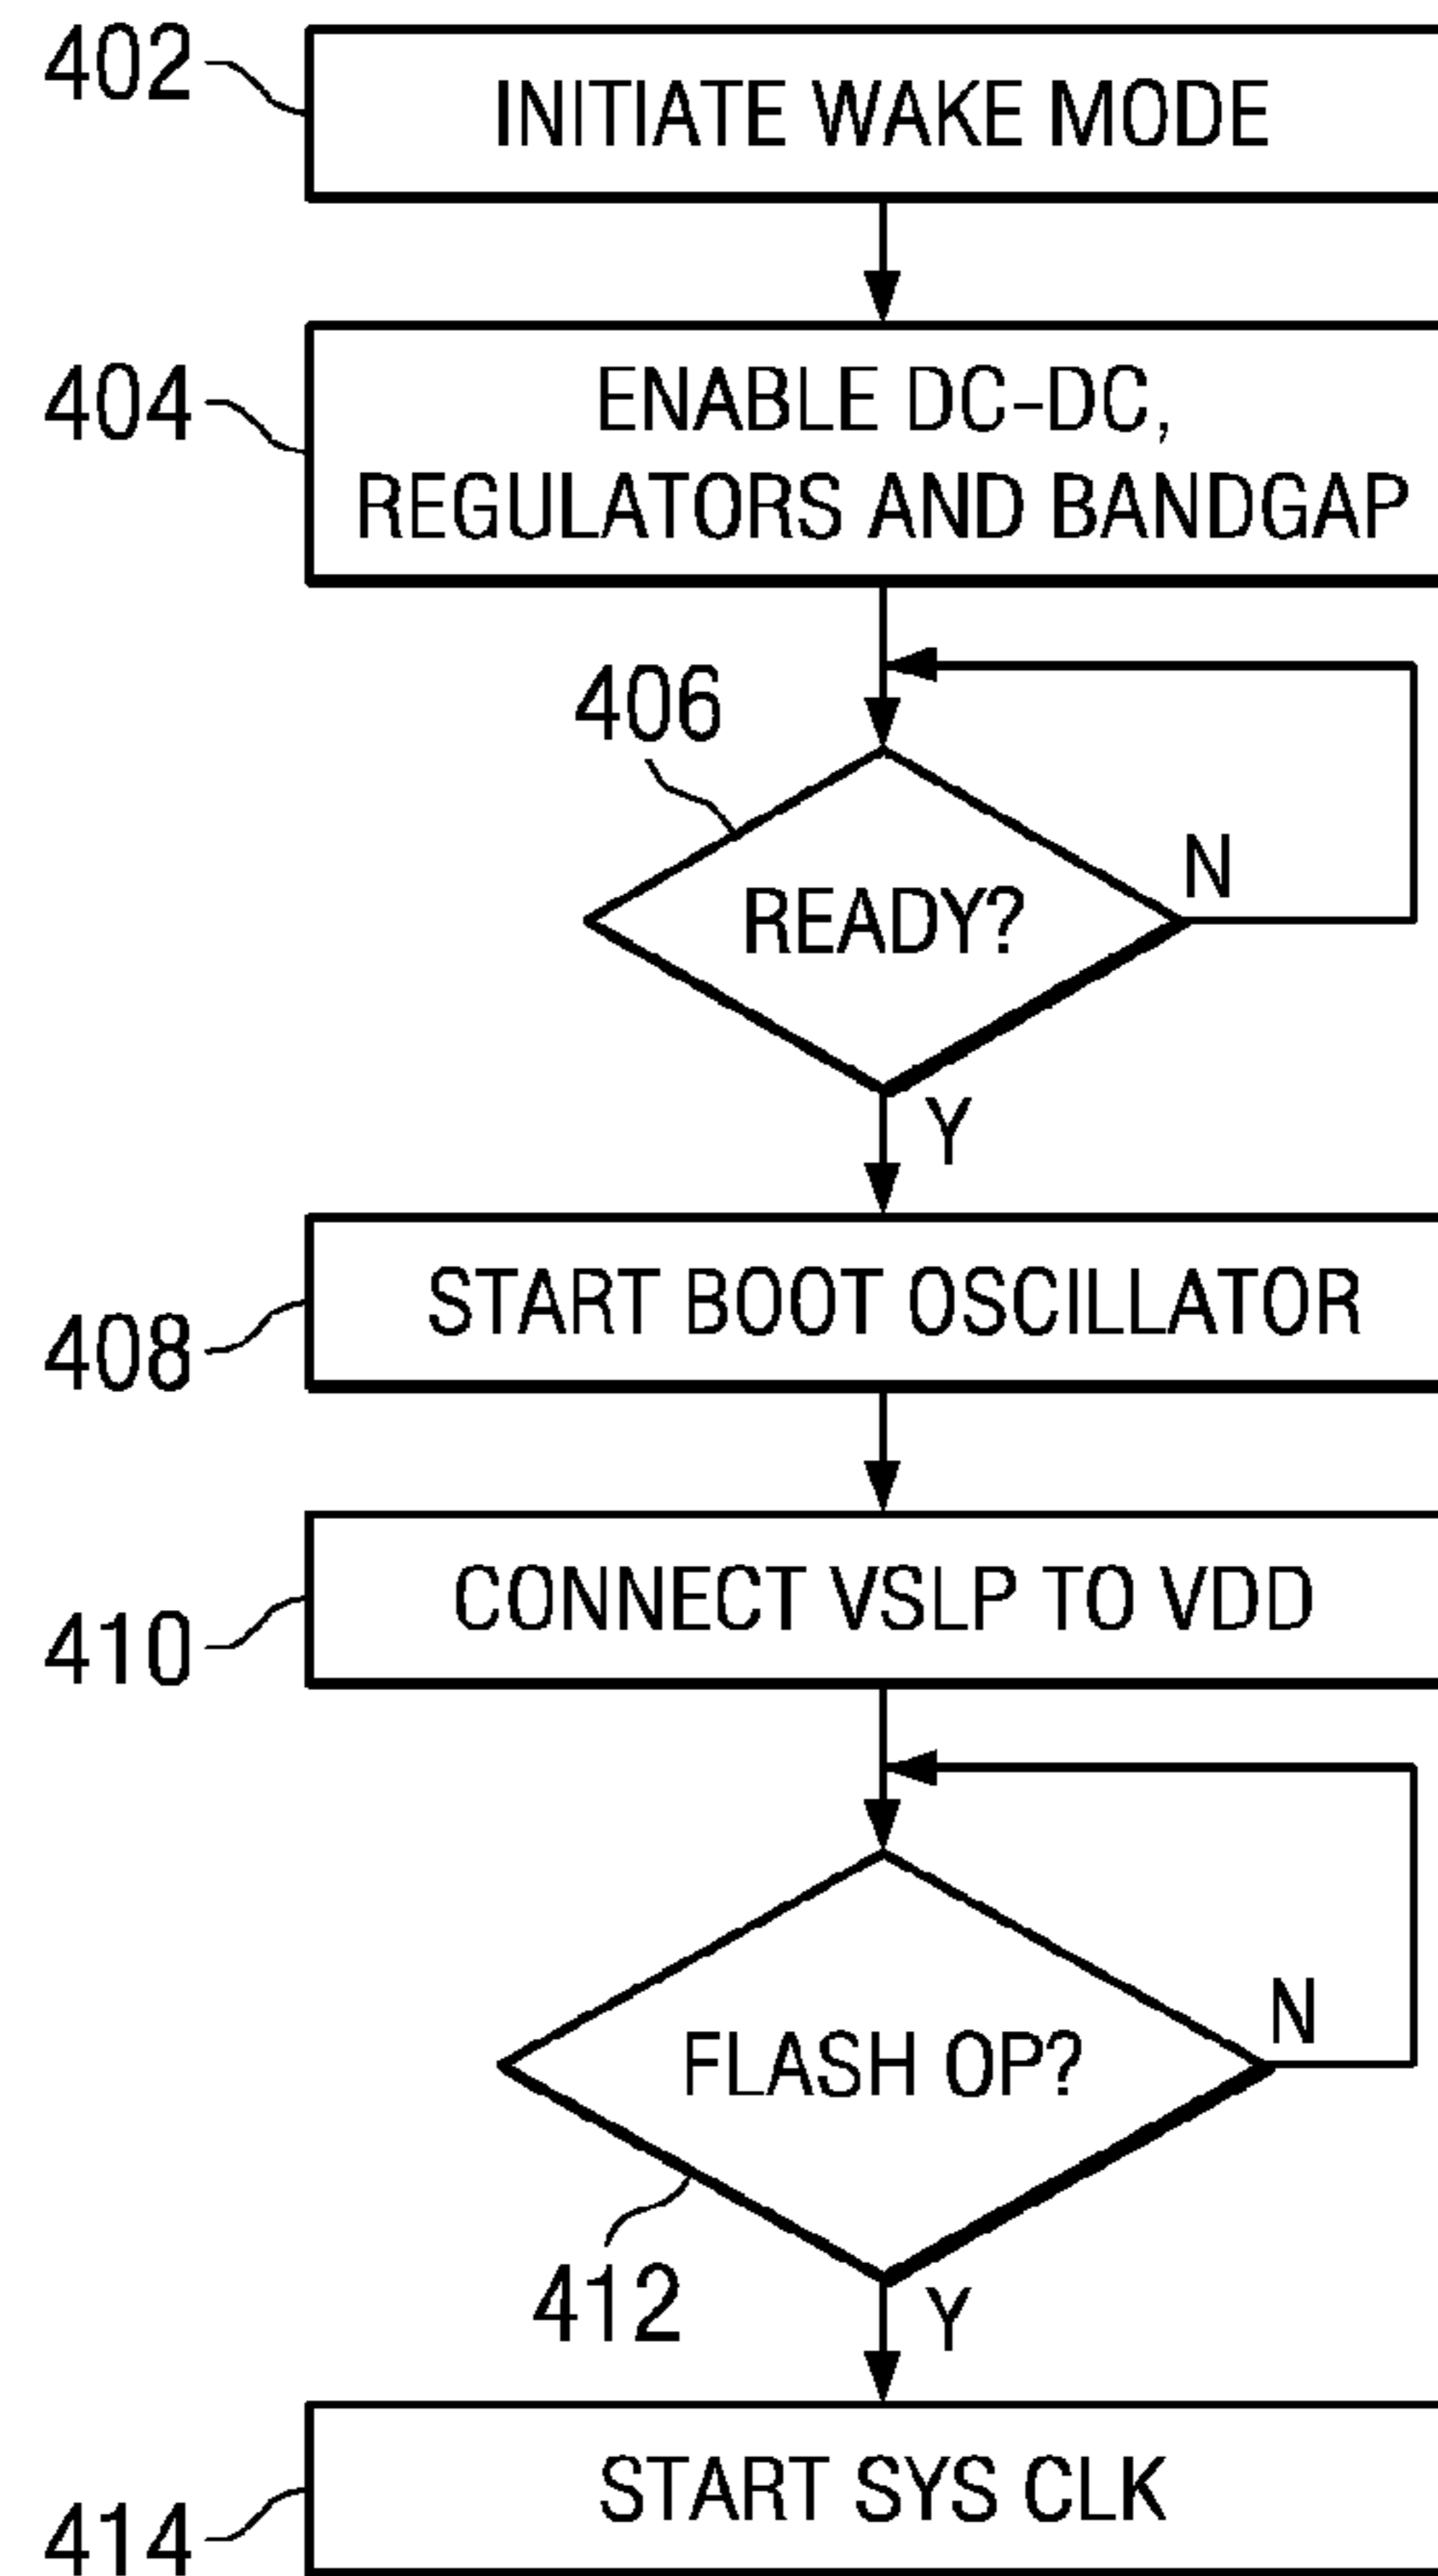 402
INITIATE WAKE MODE
404
ENABLE DC-DC,
REGULATORS AND BANDGAP
406
READY?
N
Y
START BOOT OSCILLATOR
408
CONNECT VSLP TO VDD
410
FLASH OP?
N
412
Y
START SYS CLK
414